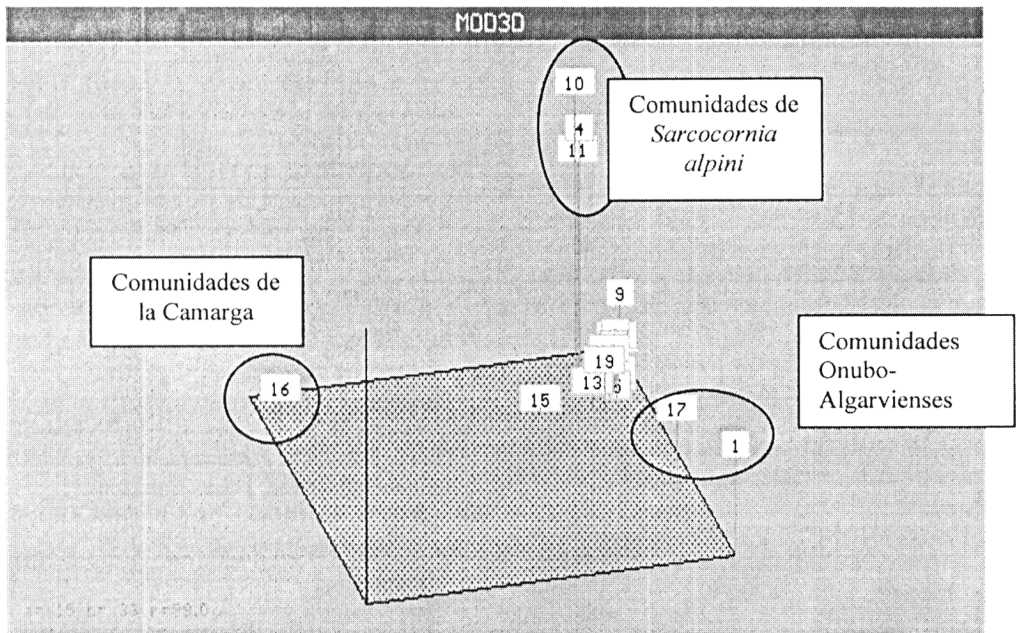 MOD3D
10
4
11
Comunidades de
Sarcocornia
alpini
Comunidades de
la Camarga
9
Comunidades
Onubo-
Algarvienses
19
16
13
6
15
17
1